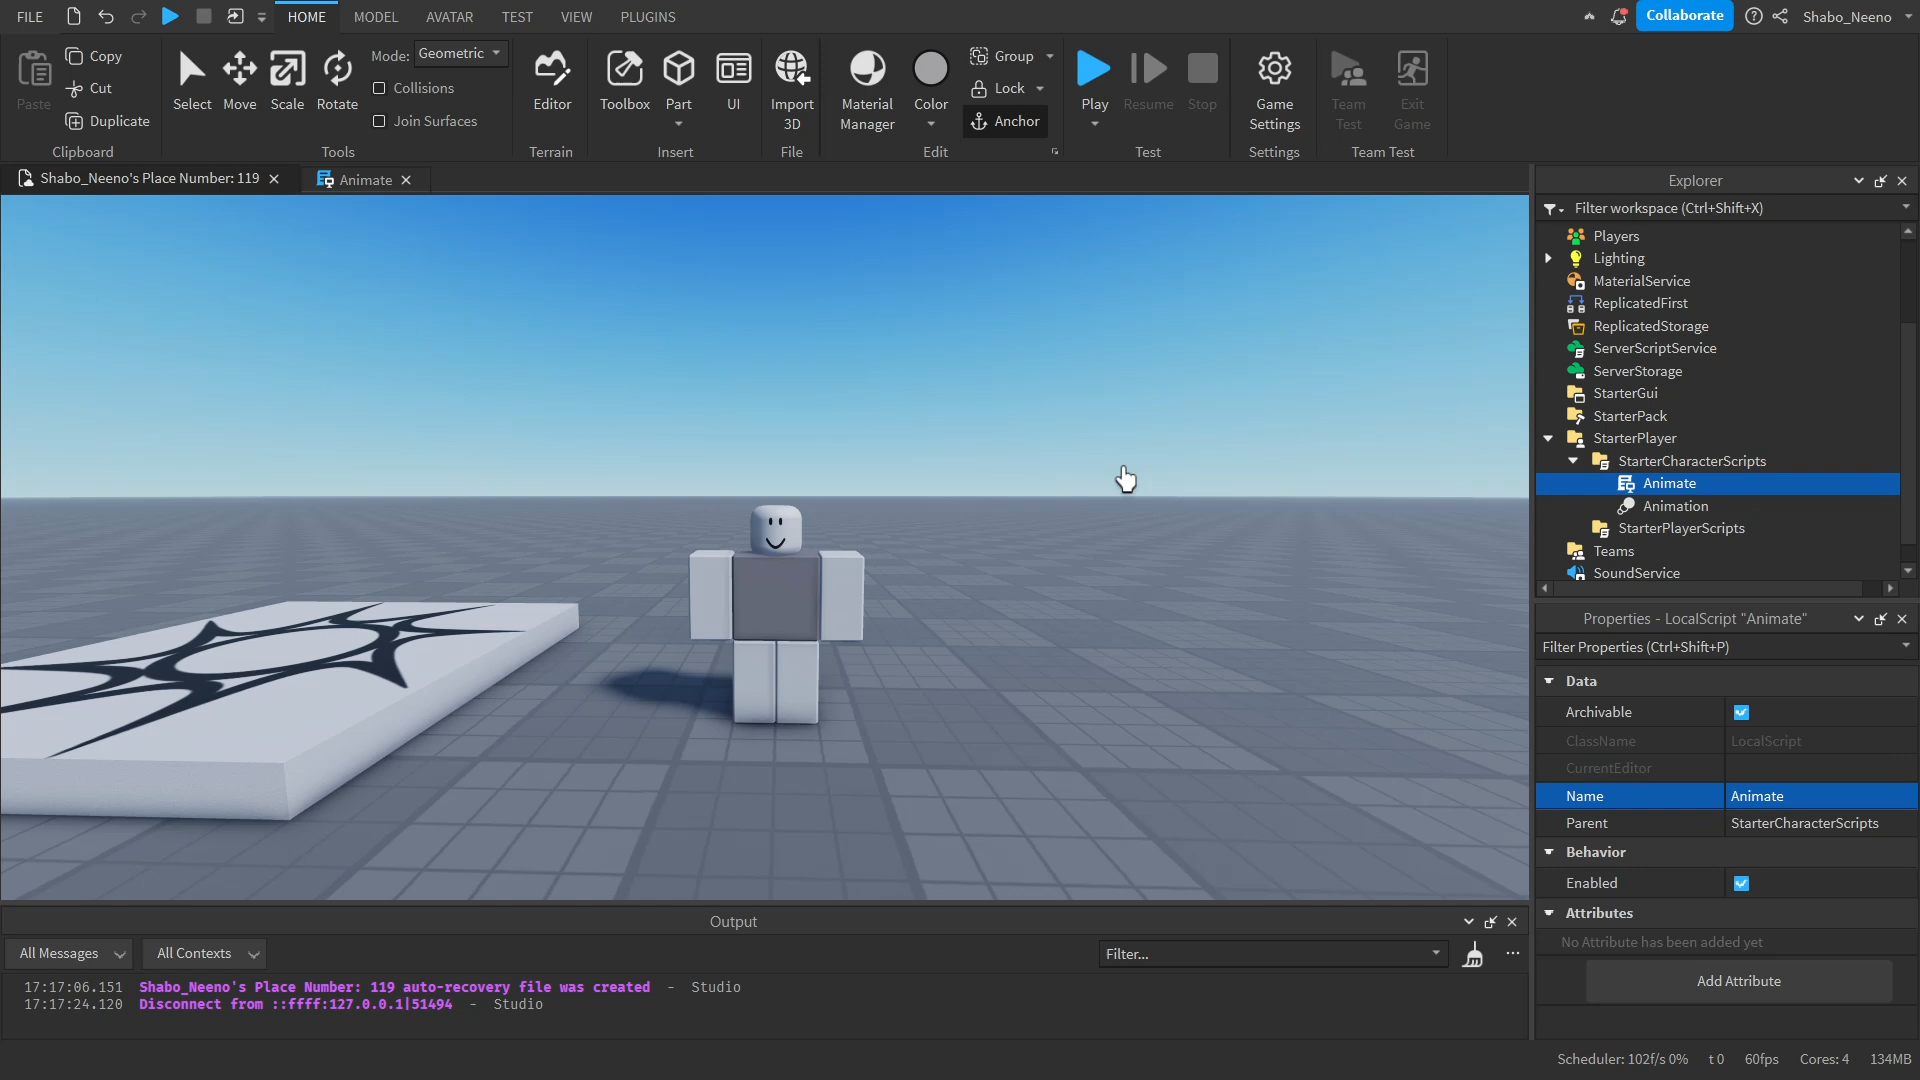 FILE
HOME
MODEL
AVATAR
TEST
VIEW
PLUGINS
Collaborate
Shabo_Neeno
Paste
Copy
Cut
Duplicate
Clipboard
Select
Move
Scale
Rotate
Mode: Geometric
Collisions
Join Surfaces
Tools
Editor
Terrain
Toolbox
Part
UI
Insert
Import
3D
File
Material
Manager
Color
Group
Lock
Anchor
Edit
Play
Resume
Stop
Test
Game
Settings
Settings
Team
Test
Exit
Game
Team Test
Shabo_Neeno's Place Number: 119
Animate
Explorer
Filter workspace (Ctrl+Shift+X)
Players
Lighting
MaterialService
ReplicatedFirst
ReplicatedStorage
ServerScriptService
ServerStorage
StarterGui
StarterPack
StarterPlayer
StarterCharacterScripts
Animate
Animation
StarterPlayerScripts
Teams
SoundService
Properties - LocalScript "Animate"
Filter Properties (Ctrl+Shift+P)
Data
Archivable
ClassName LocalScript
CurrentEditor
Name Animate
Parent StarterCharacterScripts
Behavior
Enabled
Attributes
No Attribute has been added yet
Add Attribute
Output
All Messages
All Contexts
Filter...
17:17:06.151 Shabo_Neeno's Place Number: 119 auto-recovery file was created - Studio
17:17:24.120 Disconnect from ::ffff:127.0.0.1|51494 - Studio
Scheduler: 102f/s 0% t 0 60fps Cores: 4 134MB